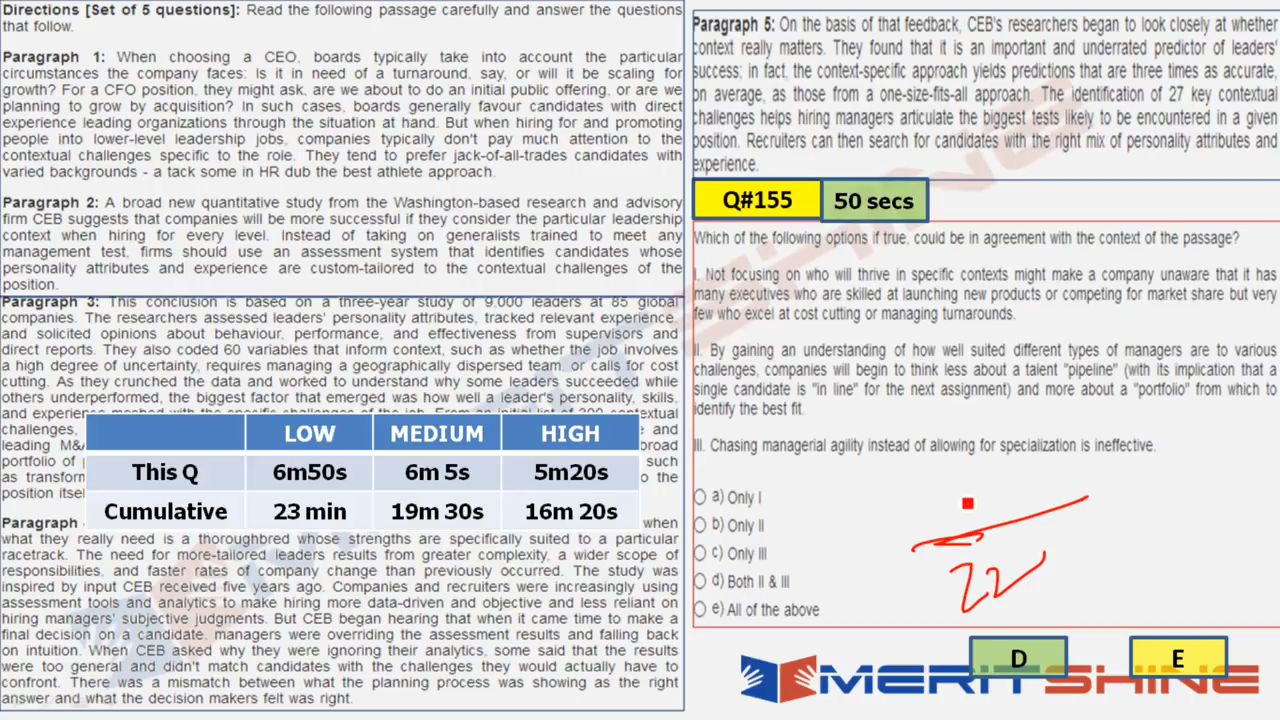 Directions [Set of 5 questions]: Read the following passage carefully and answer the questions
that follow.
Paragraph 1: When choosing a CEO, boards typically take into account the particular
circumstances the company faces: Is it in need of a turnaround, say, or will it be scaling for
growth? For a CFO position, they might ask, are we about to do an initial public offering, or are we
planning to grow by acquisition? In such cases, boards generally favour candidates with direct
experience leading organizations through the situation at hand. But when hiring for and promoting
people into lower-level leadership jobs, companies typically don't pay much attention to the
contextual challenges specific to the role. They tend to prefer jack-of-all-trades candidates with
varied backgrounds - a tack some in HR dub the best athlete approach.
Paragraph 2: A broad new quantitative study from the Washington-based research and advisory
firm CEB suggests that companies will be more successful if they consider the particular leadership
context when hiring for every level. Instead of taking on generalists trained to meet any
management test, firms should use an assessment system that identifies candidates whose
personality attributes and experience are custom-tailored to the contextual challenges of the
position.
Paragraph 3: This conclusion is based on a three-year study of 9,000 leaders at 85 global
companies. The researchers assessed leaders' personality attributes, tracked relevant experience
and solicited opinions about behaviour, performance, and effectiveness from supervisors and
direct reports. They also coded 60 variables that inform context, such as whether the job involves
a high degree of uncertainty, requires managing a geographically dispersed team, or calls for cost
cutting. As they crunched the data and worked to understand why some leaders succeeded while
others underperformed, the biggest factor that emerged was how well a leader's personality, skills,
and experience meshed with the specific challenges of the job. From an initial list of 300 contextual
challenges, and
leading M&A broad
portfolio of p such
as transform o the
position itself
LOW MEDIUM HIGH
This Q 6m50s 6m 5s 5m20s
Cumulative 23 min 19m 30s 16m 20s
Paragraph when
what they really need is a thoroughbred whose strengths are specifically suited to a particular
racetrack. The need for more-tailored leaders results from greater complexity, a wider scope of
responsibilities, and faster rates of company change than previously occurred. The study was
inspired by input CEB received five years ago. Companies and recruiters were increasingly using
assessment tools and analytics to make hiring more data-driven and objective and less reliant on
hiring managers' subjective judgments. But CEB began hearing that when it came time to make a
final decision on a candidate, managers were overriding the assessment results and falling back
on intuition. When CEB asked why they were ignoring their analytics, some said that the results
were too general and didn't match candidates with the challenges they would actually have to
confront. There was a mismatch between what the planning process was showing as the right
answer and what the decision makers felt was right.
Paragraph 5: On the basis of that feedback, CEB's researchers began to look closely at whether
context really matters. They found that it is an important and underrated predictor of leaders'
success; in fact, the context-specific approach yields predictions that are three times as accurate,
on average, as those from a one-size-fits-all approach. The identification of 27 key contextual
challenges helps hiring managers articulate the biggest tests likely to be encountered in a given
position. Recruiters can then search for candidates with the right mix of personality attributes and
experience.
Q#155 50 secs
Which of the following options if true, could be in agreement with the context of the passage?
I. Not focusing on who will thrive in specific contexts might make a company unaware that it has
many executives who are skilled at launching new products or competing for market share but very
few who excel at cost cutting or managing turnarounds.
II. By gaining an understanding of how well suited different types of managers are to various
challenges, companies will begin to think less about a talent "pipeline" (with its implication that a
single candidate is "in line" for the next assignment) and more about a "portfolio" from which to
identify the best fit.
III. Chasing managerial agility instead of allowing for specialization is ineffective.
a) Only I
b) Only II
c) Only III
d) Both II & III
e) All of the above
22
D E
MERITSHINE